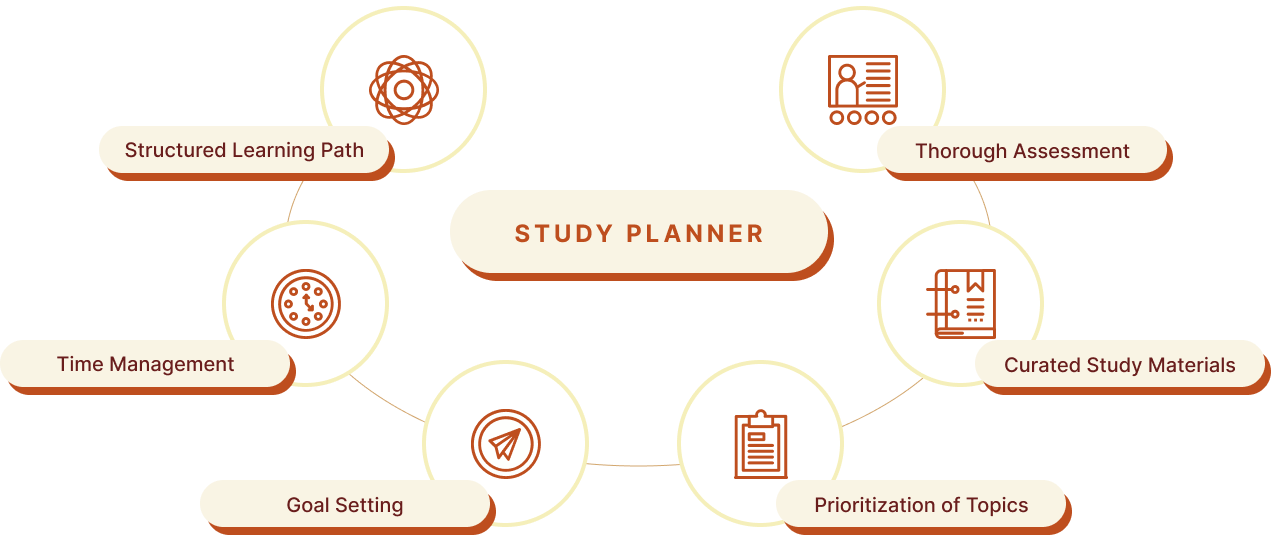 Structured Learning Path
Thorough Assessment
STUDY PLANNER
Time Management
Curated Study Materials
Goal Setting
Prioritization of Topics